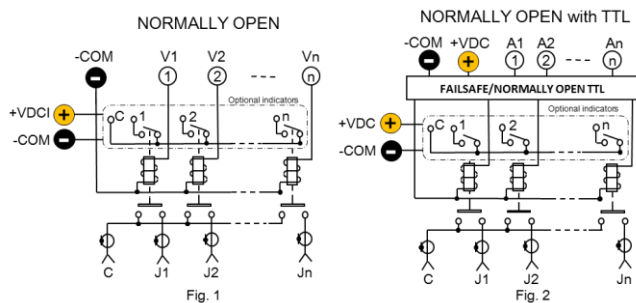 NORMALLY OPEN
-COM V1 V2 Vn
1 2 n
+VDCI
-COM
Optional indicators
C 1 2 n
C J1 J2 Jn
Fig. 1
NORMALLY OPEN with TTL
-COM +VDC A1 A2 An
1 2 n
FAILSAFE/NORMALLY OPEN TTL
Optional indicators
+VDC
-COM
C 1 2 n
C J1 J2 Jn
Fig. 2